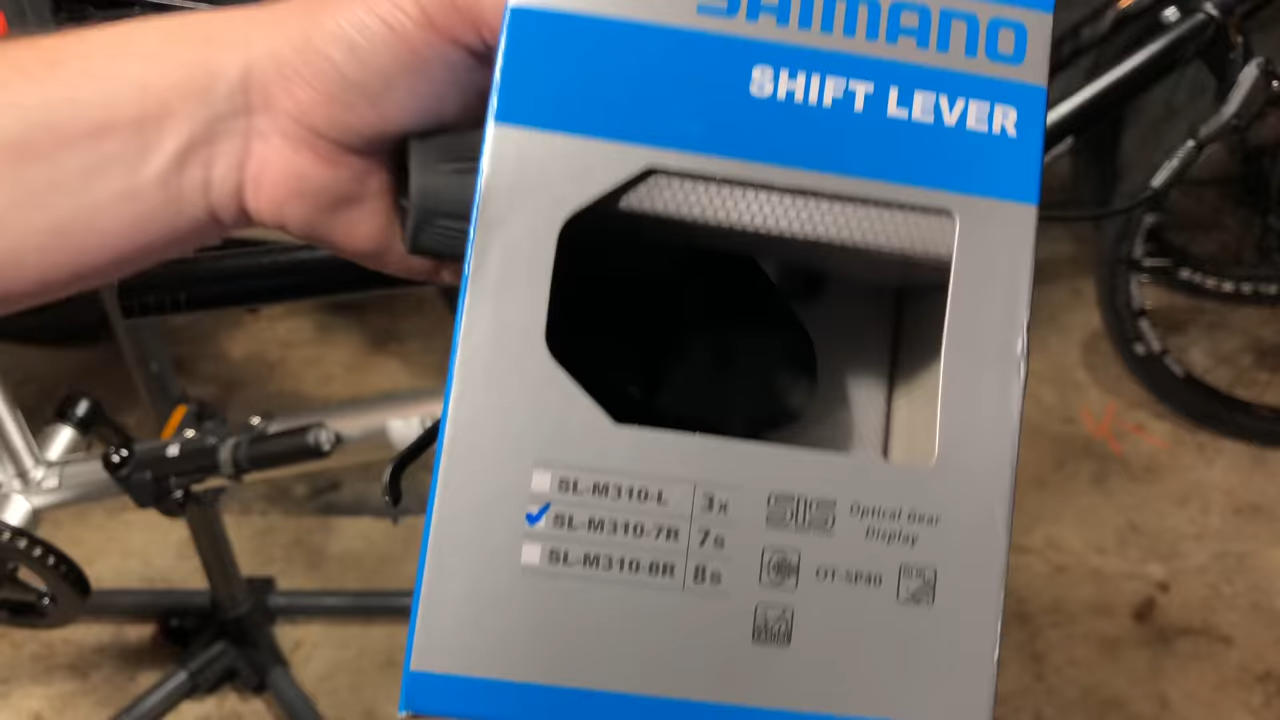 SHIMANO
SHIFT LEVER
SL-M310-L 3x
SL-M310-7R 7s
SL-M310-8R 8s
SIS
Optical Gear
Display
OT-SP40